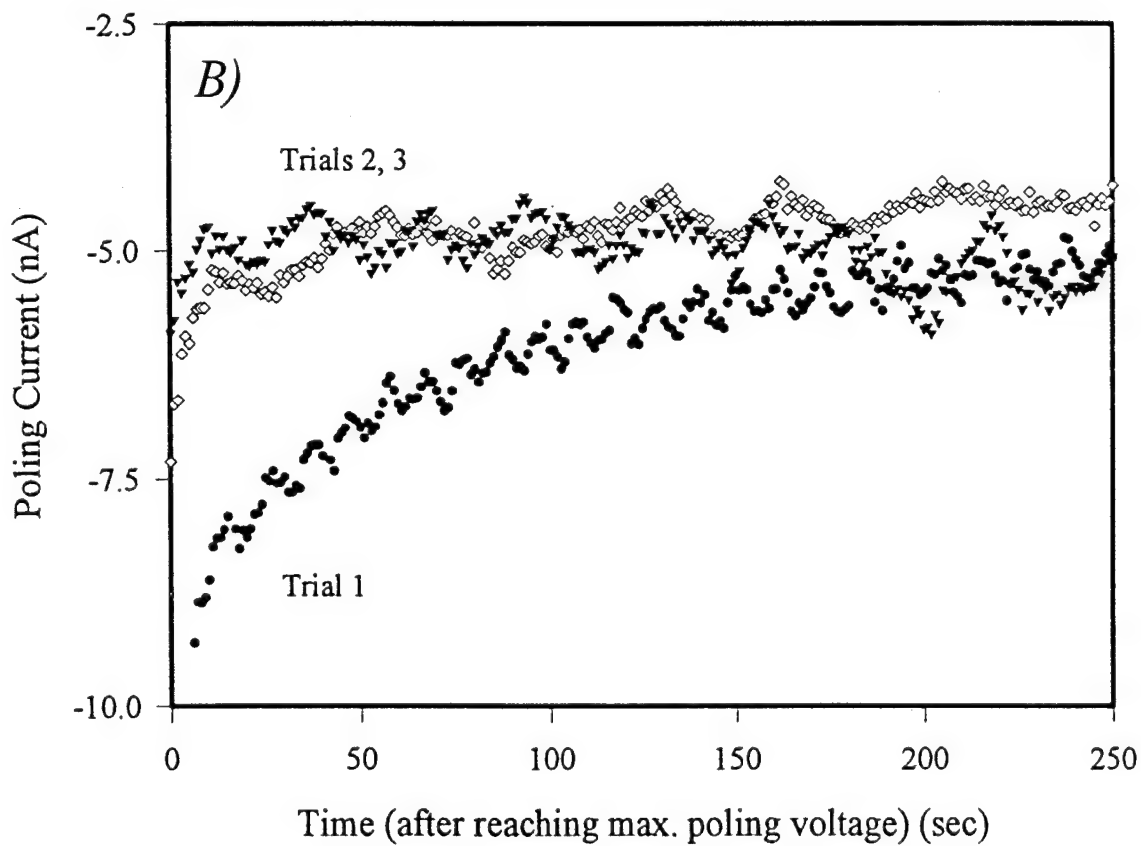 -2.5
B)
Trials 2, 3
-5.0
Poling Current (nA)
-7.5
Trial 1
-10.0
0 50 100 150 200 250
Time (after reaching max. poling voltage) (sec)